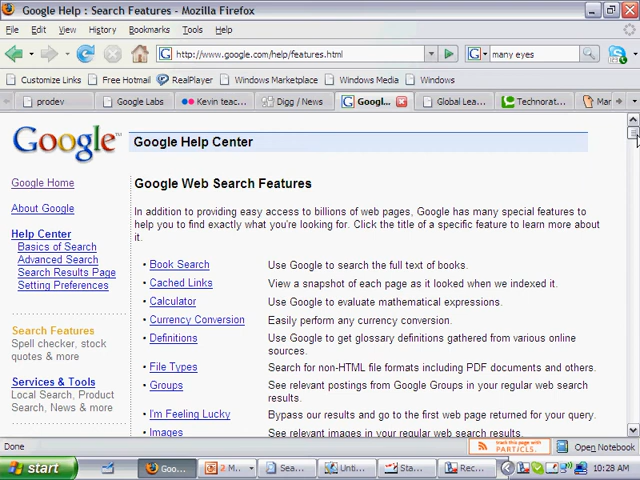 Google Help : Search Features - Mozilla Firefox
File Edit View History Bookmarks Tools Help
http://www.google.com/help/features.html
many eyes
Customize Links Free Hotmail RealPlayer Windows Marketplace Windows Media Windows
prodev Google Labs Kevin teac... Digg / News Googl... Global Lea... Technorat... Mar
Google™
Google Help Center
Google Home
About Google
Help Center
Basics of Search
Advanced Search
Search Results Page
Setting Preferences
Search Features
Spell checker, stock
quotes & more
Services & Tools
Local Search, Product
Search, News & more
Google Web Search Features
In addition to providing easy access to billions of web pages, Google has many special features to
help you to find exactly what you're looking for. Click the title of a specific feature to learn more about
it.
• Book Search Use Google to search the full text of books.
• Cached Links View a snapshot of each page as it looked when we indexed it.
• Calculator Use Google to evaluate mathematical expressions.
• Currency Conversion Easily perform any currency conversion.
• Definitions Use Google to get glossary definitions gathered from various online
sources.
• File Types Search for non-HTML file formats including PDF documents and others.
• Groups See relevant postings from Google Groups in your regular web search
results.
• I'm Feeling Lucky Bypass our results and go to the first web page returned for your query.
• Images See relevant images in your regular web search results.
Done
track this page with
PARTICLS.
Open Notebook
start Goo... 2 M... Sea... Unti... Sta... Rec... 10:28 AM